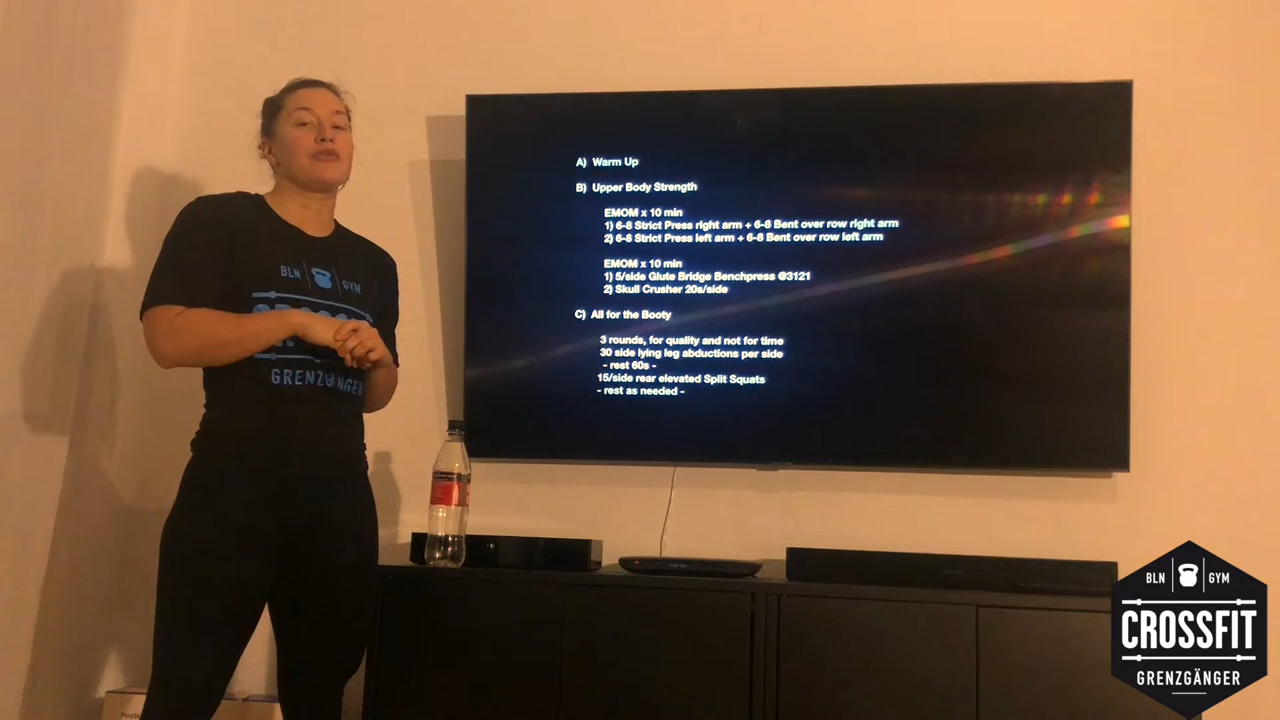 A) Warm Up
B) Upper Body Strength
EMOM x 10 min
1) 6-8 Strict Press right arm + 6-8 Bent over row right arm
2) 6-8 Strict Press left arm + 6-8 Bent over row left arm
EMOM x 10 min
1) 5/side Glute Bridge Benchpress @3121
2) Skull Crusher 20s/side
C) All for the Booty
3 rounds, for quality and not for time
30 side lying leg abductions per side
- rest 60s -
15/side rear elevated Split Squats
- rest as needed -
BLN GYM
GRENZGÄNGER
BLN GYM
CROSSFIT
GRENZGÄNGER